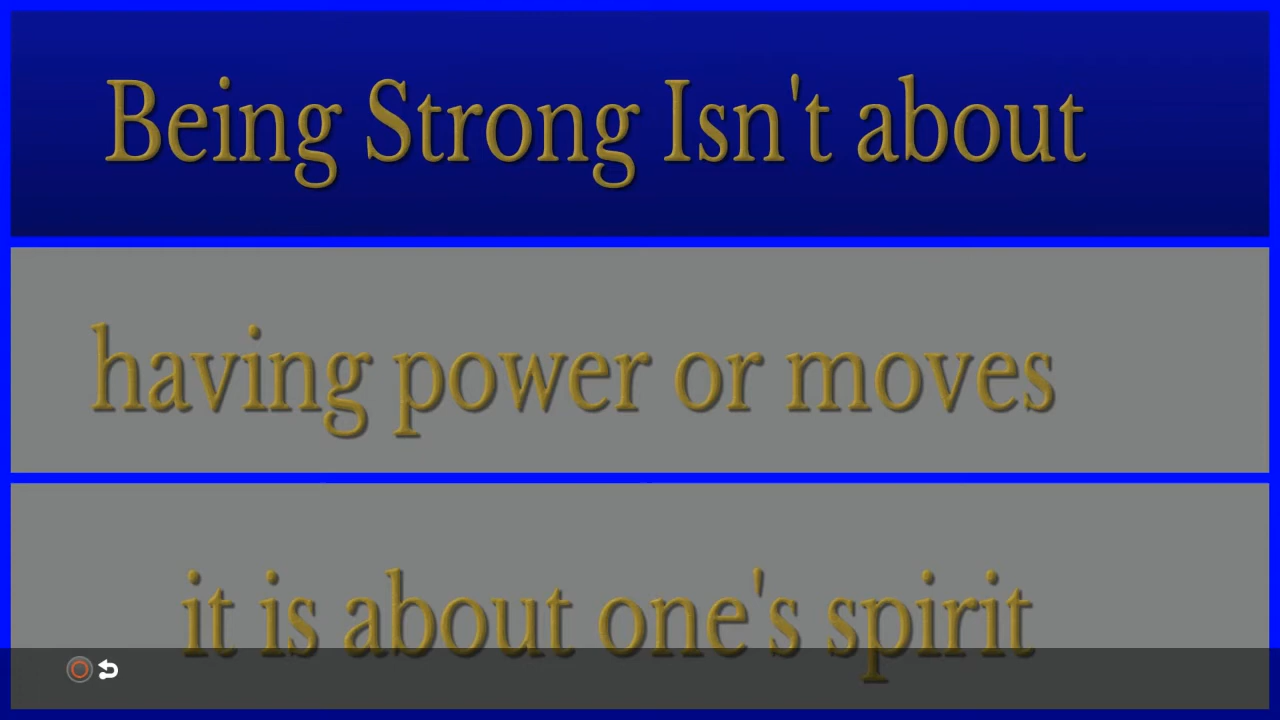 Being Strong Isn't about
having power or moves
it is about one's spirit